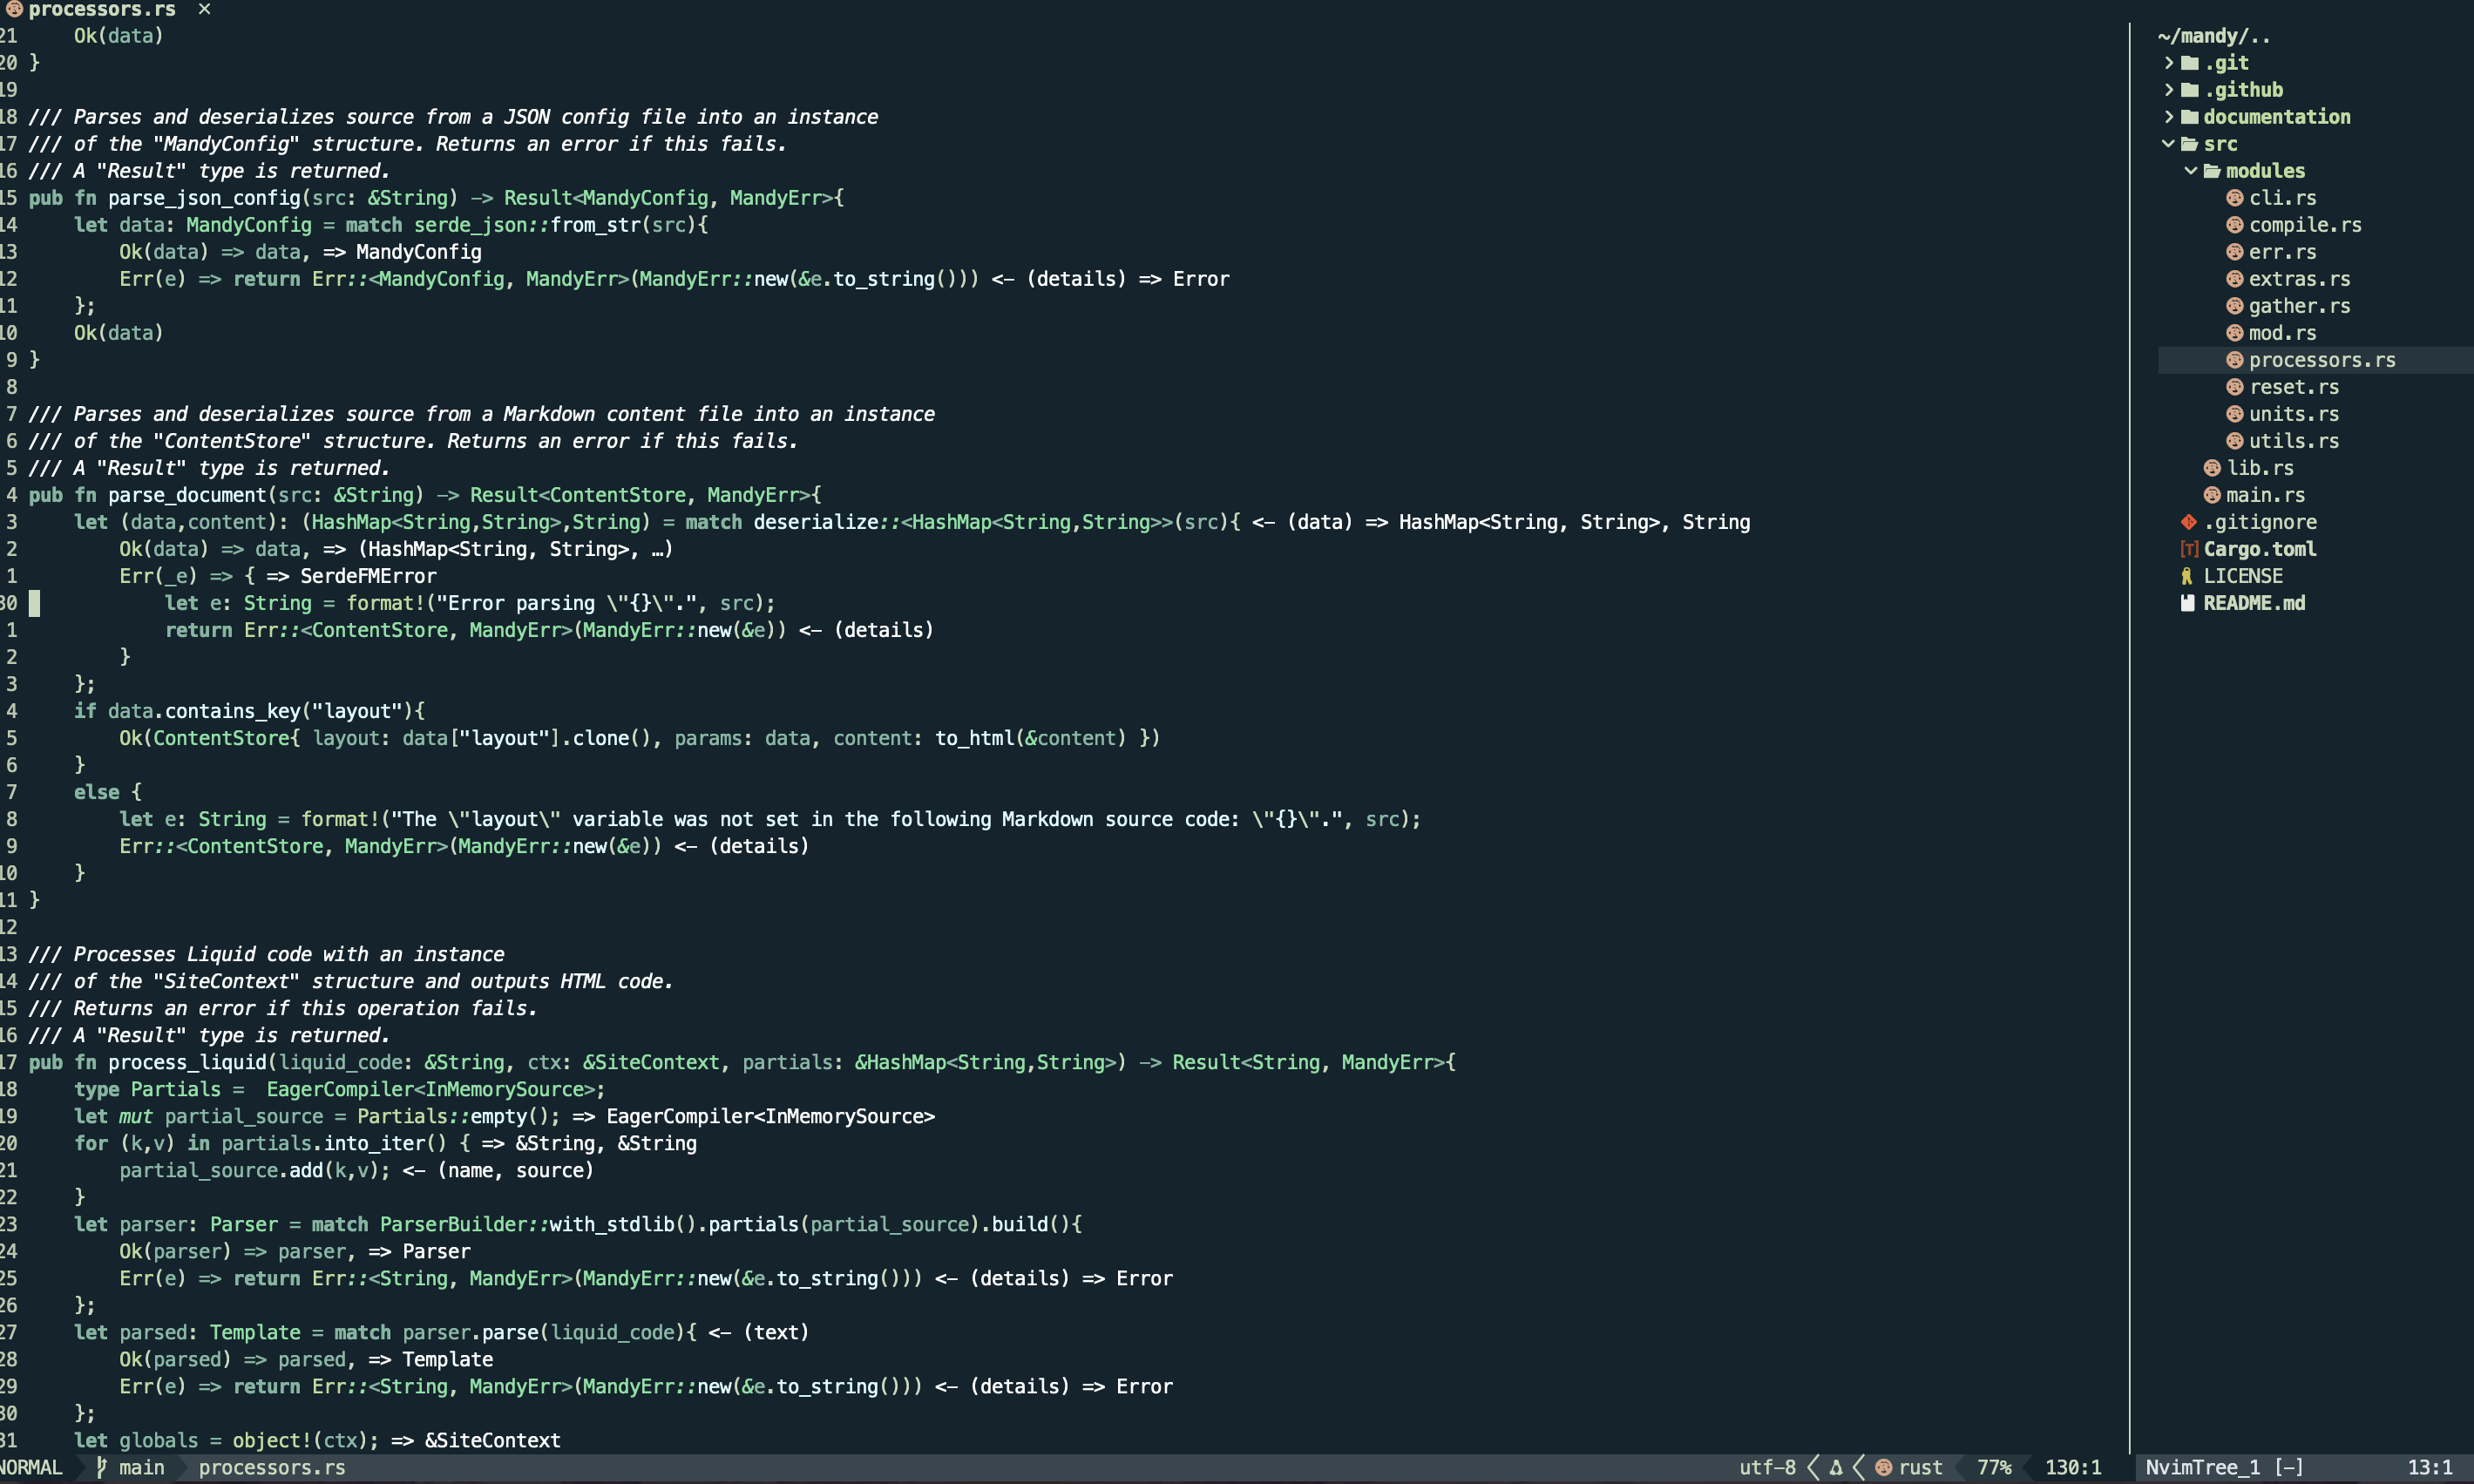 processors.rs ×
21     Ok(data)
20 }
19
18 /// Parses and deserializes source from a JSON config file into an instance
17 /// of the "MandyConfig" structure. Returns an error if this fails.
16 /// A "Result" type is returned.
15 pub fn parse_json_config(src: &String) -> Result<MandyConfig, MandyErr>{
14     let data: MandyConfig = match serde_json::from_str(src){
13         Ok(data) => data, => MandyConfig
12         Err(e) => return Err::<MandyConfig, MandyErr>(MandyErr::new(&e.to_string())) <- (details) => Error
11     };
10     Ok(data)
9 }
8
7 /// Parses and deserializes source from a Markdown content file into an instance
6 /// of the "ContentStore" structure. Returns an error if this fails.
5 /// A "Result" type is returned.
4 pub fn parse_document(src: &String) -> Result<ContentStore, MandyErr>{
3     let (data,content): (HashMap<String,String>,String) = match deserialize::<HashMap<String,String>>(src){ <- (data) => HashMap<String, String>, String
2         Ok(data) => data, => (HashMap<String, String>, …)
1         Err(_e) => { => SerdeFMError
30             let e: String = format!("Error parsing \"{}\".", src);
1             return Err::<ContentStore, MandyErr>(MandyErr::new(&e)) <- (details)
2         }
3     };
4     if data.contains_key("layout"){
5         Ok(ContentStore{ layout: data["layout"].clone(), params: data, content: to_html(&content) })
6     }
7     else {
8         let e: String = format!("The \"layout\" variable was not set in the following Markdown source code: \"{}\".", src);
9         Err::<ContentStore, MandyErr>(MandyErr::new(&e)) <- (details)
10     }
11 }
12
13 /// Processes Liquid code with an instance
14 /// of the "SiteContext" structure and outputs HTML code.
15 /// Returns an error if this operation fails.
16 /// A "Result" type is returned.
17 pub fn process_liquid(liquid_code: &String, ctx: &SiteContext, partials: &HashMap<String,String>) -> Result<String, MandyErr>{
18     type Partials =  EagerCompiler<InMemorySource>;
19     let mut partial_source = Partials::empty(); => EagerCompiler<InMemorySource>
20     for (k,v) in partials.into_iter() { => &String, &String
21         partial_source.add(k,v); <- (name, source)
22     }
23     let parser: Parser = match ParserBuilder::with_stdlib().partials(partial_source).build(){
24         Ok(parser) => parser, => Parser
25         Err(e) => return Err::<String, MandyErr>(MandyErr::new(&e.to_string())) <- (details) => Error
26     };
27     let parsed: Template = match parser.parse(liquid_code){ <- (text)
28         Ok(parsed) => parsed, => Template
29         Err(e) => return Err::<String, MandyErr>(MandyErr::new(&e.to_string())) <- (details) => Error
30     };
31     let globals = object!(ctx); => &SiteContext
NORMAL main processors.rs utf-8 rust 77% 130:1
~/mandy/..
.git
.github
documentation
src
modules
cli.rs
compile.rs
err.rs
extras.rs
gather.rs
mod.rs
processors.rs
reset.rs
units.rs
utils.rs
lib.rs
main.rs
.gitignore
[T] Cargo.toml
LICENSE
README.md
NvimTree_1 [-] 13:1